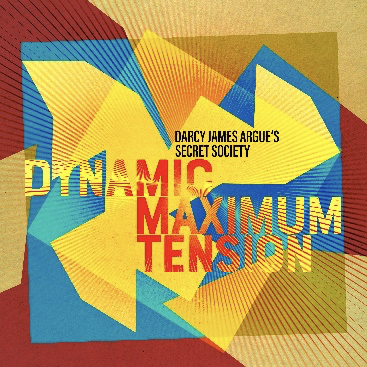 DARCY JAMES ARGUE'S
SECRET SOCIETY
DYNAMIC
MAXIMUM
TENSION